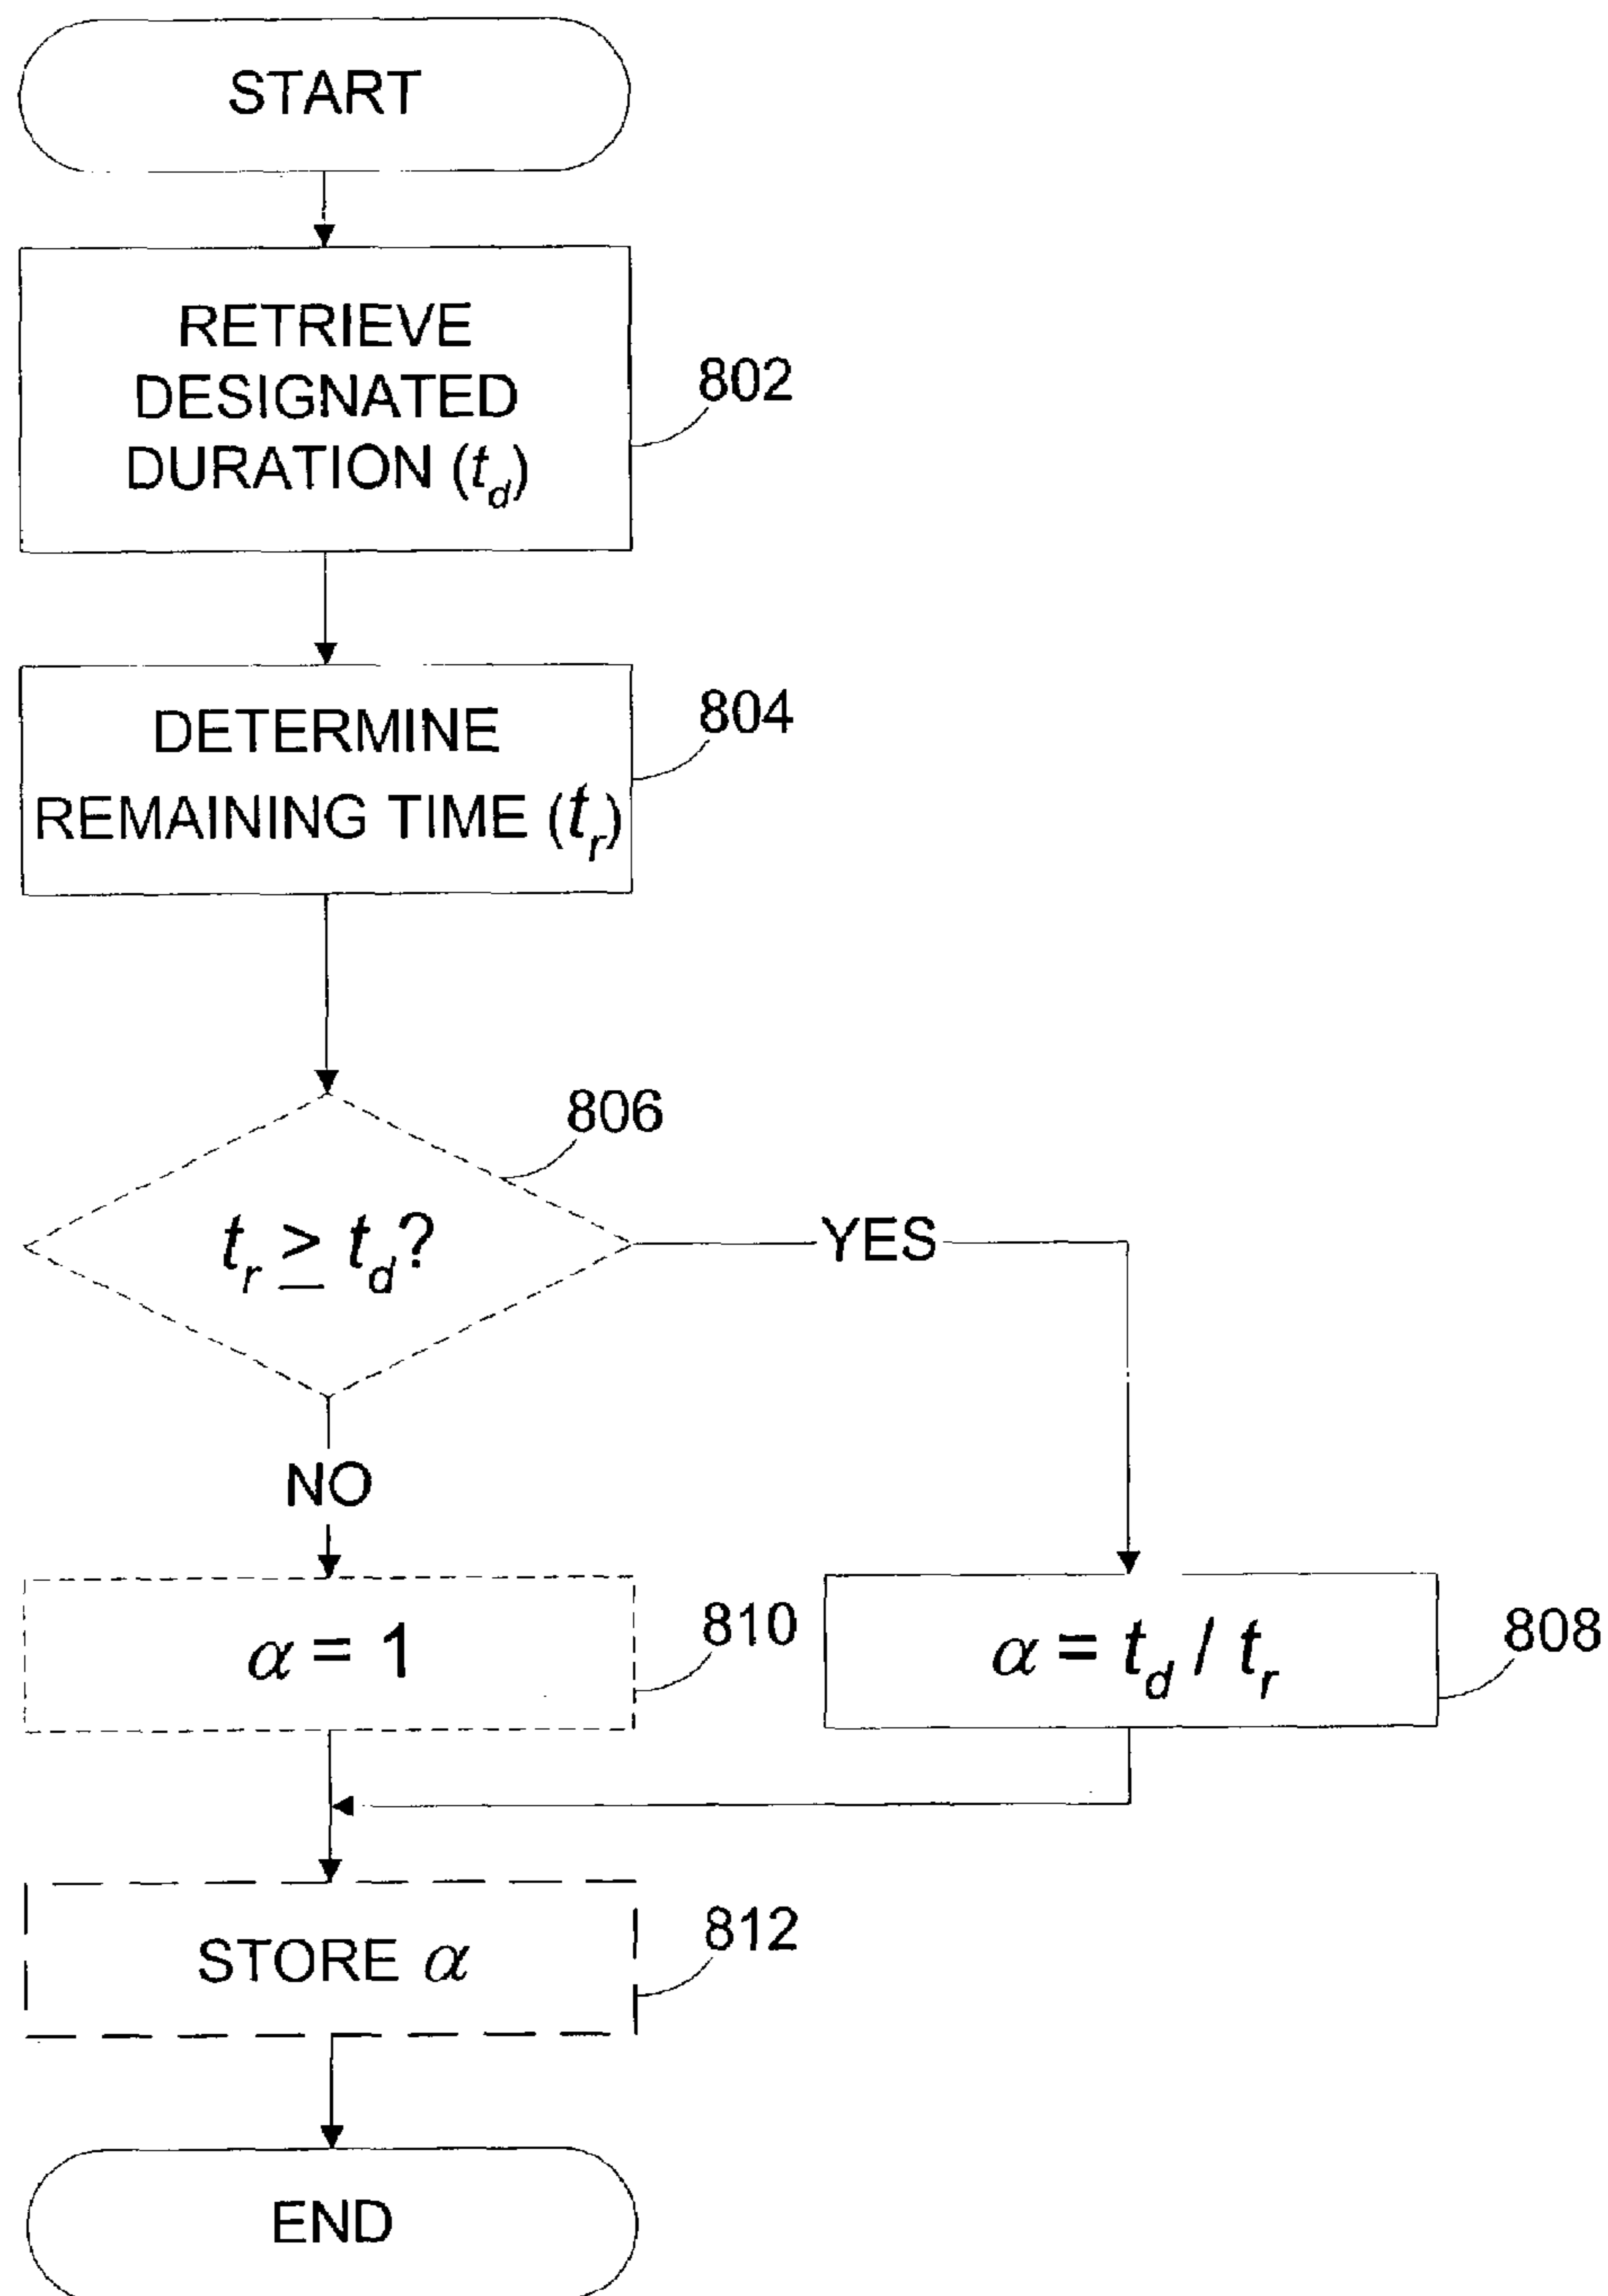 START
RETRIEVE
DESIGNATED
DURATION (t_d)
802
DETERMINE
REMAINING TIME (t_r)
804
806
t_r ≥ t_d?
YES
NO
α = 1
810
α = t_d / t_r
808
STORE α
812
END